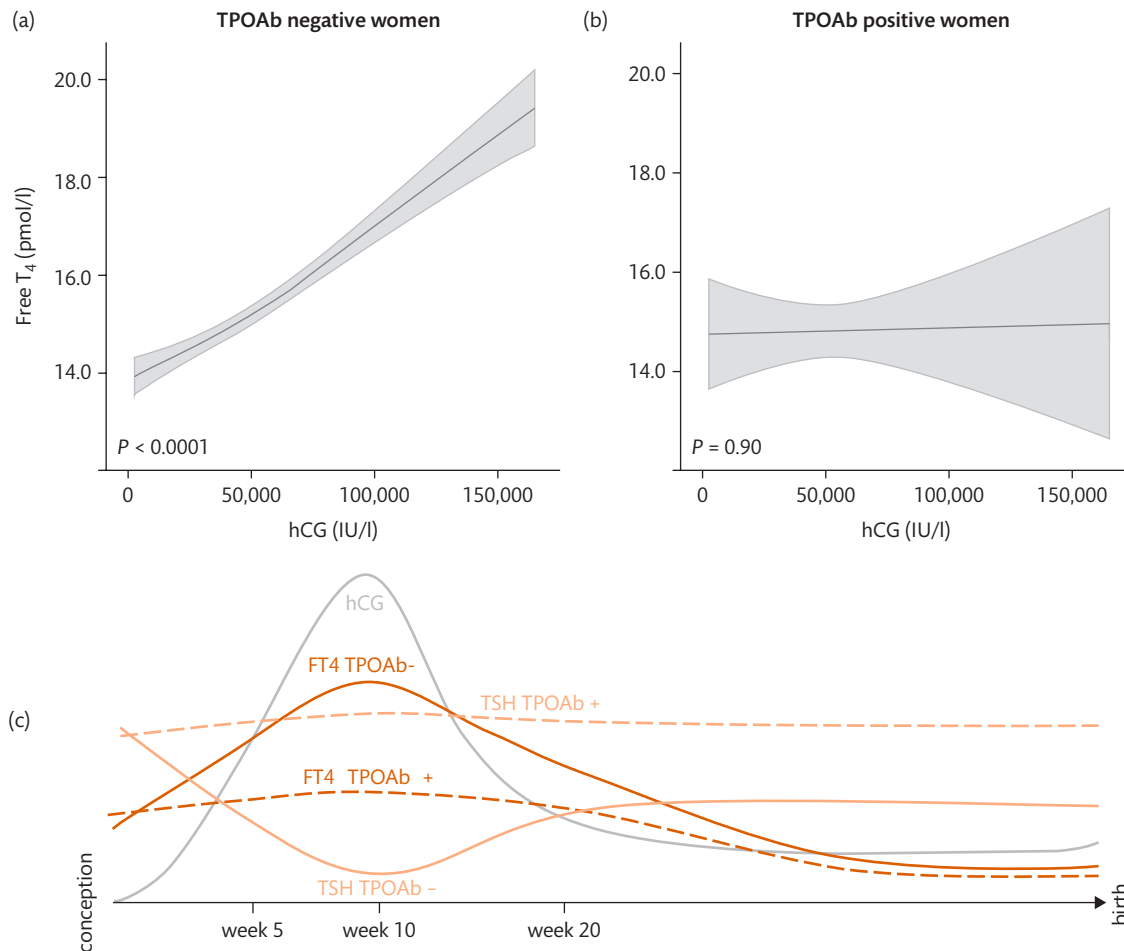 (a)
TPOAb negative women
20.0
18.0
16.0
14.0
Free T₄ (pmol/l)
P < 0.0001
0 50,000 100,000 150,000
hCG (IU/l)
(b)
TPOAb positive women
20.0
18.0
16.0
14.0
P = 0.90
0 50,000 100,000 150,000
hCG (IU/l)
(c)
hCG
FT4 TPOAb-
TSH TPOAb +
FT4 TPOAb +
TSH TPOAb –
conception
week 5 week 10 week 20
birth